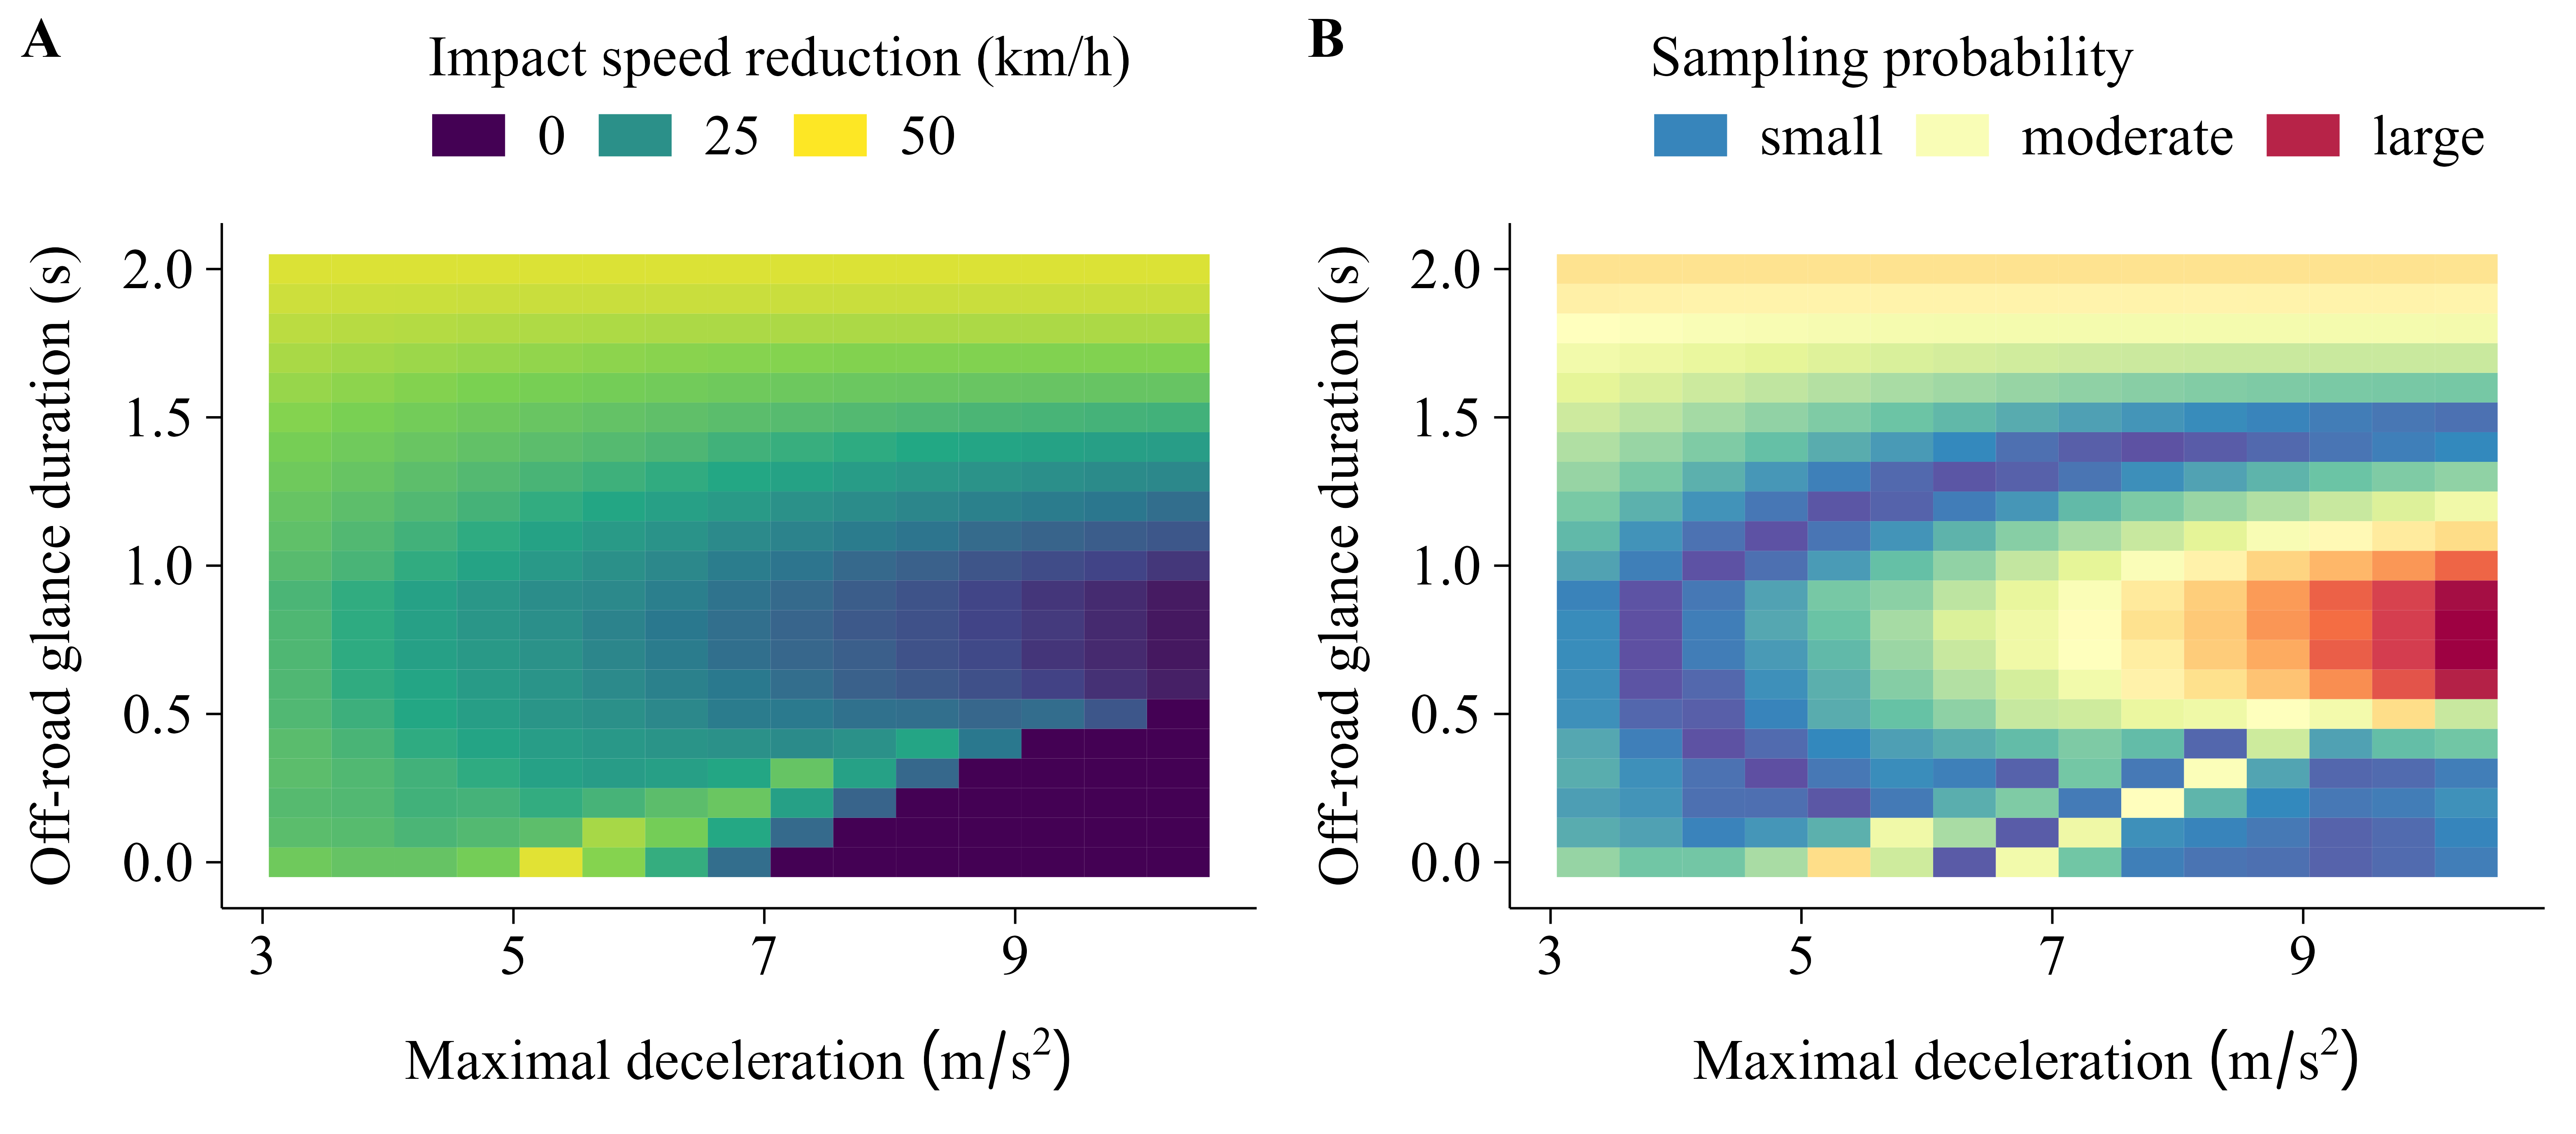 A
Impact speed reduction (km/h)
0 25 50
Off-road glance duration (s)
2.0
1.5
1.0
0.5
0.0
3 5 7 9
Maximal deceleration (m/s²)
B
Sampling probability
small moderate large
Off-road glance duration (s)
2.0
1.5
1.0
0.5
0.0
3 5 7 9
Maximal deceleration (m/s²)